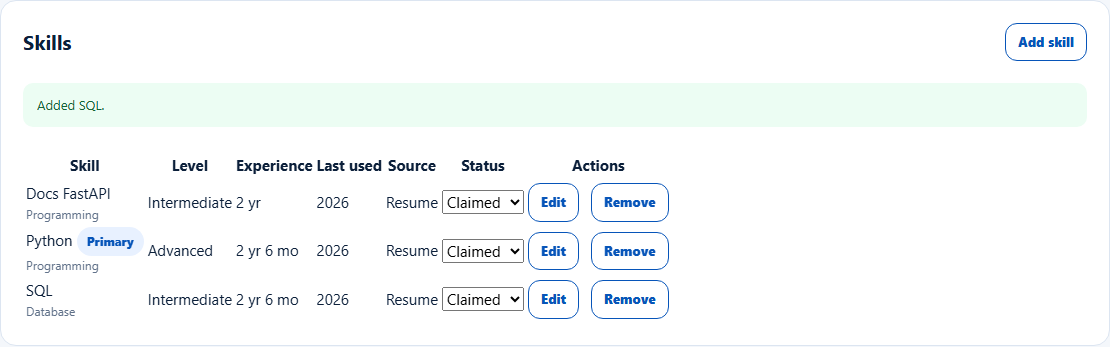 Skills
Add skill
Added SQL.
Skill Level Experience Last used Source Status Actions
Docs FastAPI
Programming
Intermediate 2 yr 2026 Resume Claimed Edit Remove
Python Primary
Programming
Advanced 2 yr 6 mo 2026 Resume Claimed Edit Remove
SQL
Database
Intermediate 2 yr 6 mo 2026 Resume Claimed Edit Remove